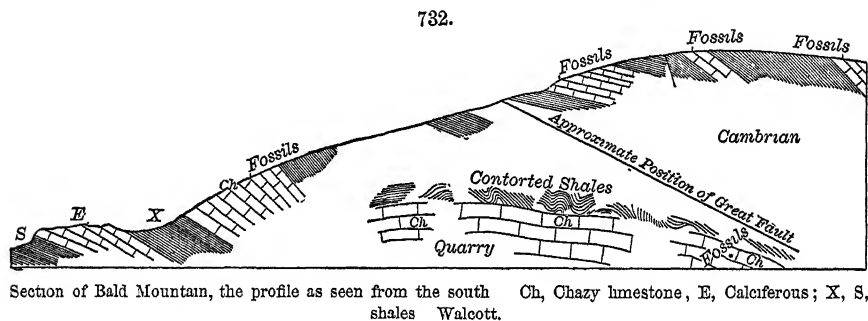 732.
Fossils
Fossils
Fossils
Approximate Position of Great Fault
Cambrian
Fossils
Ch
Contorted Shales
S
E
X
Ch
Ch
Quarry
Fossils
Ch
Section of Bald Mountain, the profile as seen from the south Ch, Chazy limestone, E, Calciferous; X, S,
shales Walcott.